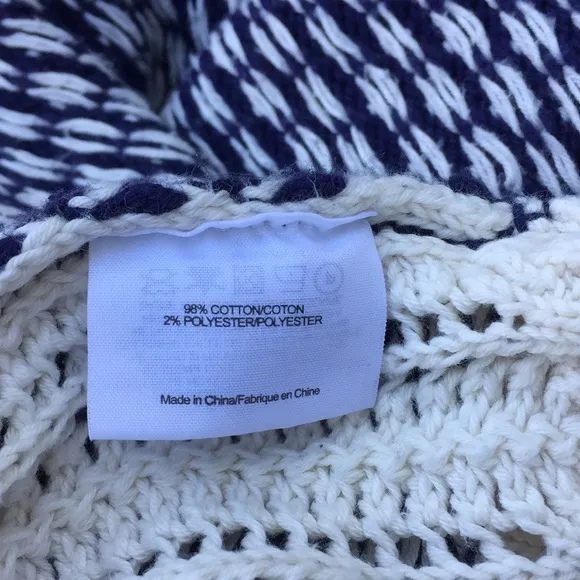 98% COTTON/COTON
2% POLYESTER/POLYESTER
Made in China/Fabrique en Chine